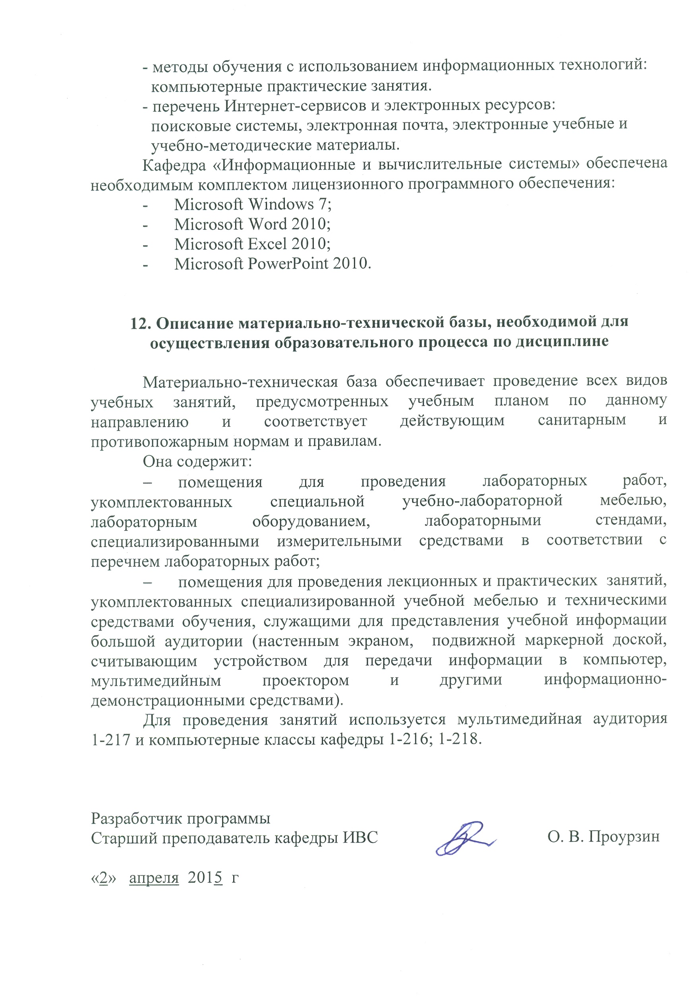 - методы обучения с использованием информационных технологий:
компьютерные практические занятия.
- перечень Интернет-сервисов и электронных ресурсов:
поисковые системы, электронная почта, электронные учебные и
учебно-методические материалы.
Кафедра «Информационные и вычислительные системы» обеспечена
необходимым комплектом лицензионного программного обеспечения:
- Microsoft Windows 7;
- Microsoft Word 2010;
- Microsoft Excel 2010;
- Microsoft PowerPoint 2010.
12. Описание материально-технической базы, необходимой для
осуществления образовательного процесса по дисциплине
Материально-техническая база обеспечивает проведение всех видов
учебных занятий, предусмотренных учебным планом по данному
направлению и соответствует действующим санитарным и
противопожарным нормам и правилам.
Она содержит:
– помещения для проведения лабораторных работ,
укомплектованных специальной учебно-лабораторной мебелью,
лабораторным оборудованием, лабораторными стендами,
специализированными измерительными средствами в соответствии с
перечнем лабораторных работ;
– помещения для проведения лекционных и практических занятий,
укомплектованных специализированной учебной мебелью и техническими
средствами обучения, служащими для представления учебной информации
большой аудитории (настенным экраном, подвижной маркерной доской,
считывающим устройством для передачи информации в компьютер,
мультимедийным проектором и другими информационно-
демонстрационными средствами).
Для проведения занятий используется мультимедийная аудитория
1-217 и компьютерные классы кафедры 1-216; 1-218.
Разработчик программы
Старший преподаватель кафедры ИВС О. В. Проурзин
«2» апреля 2015 г